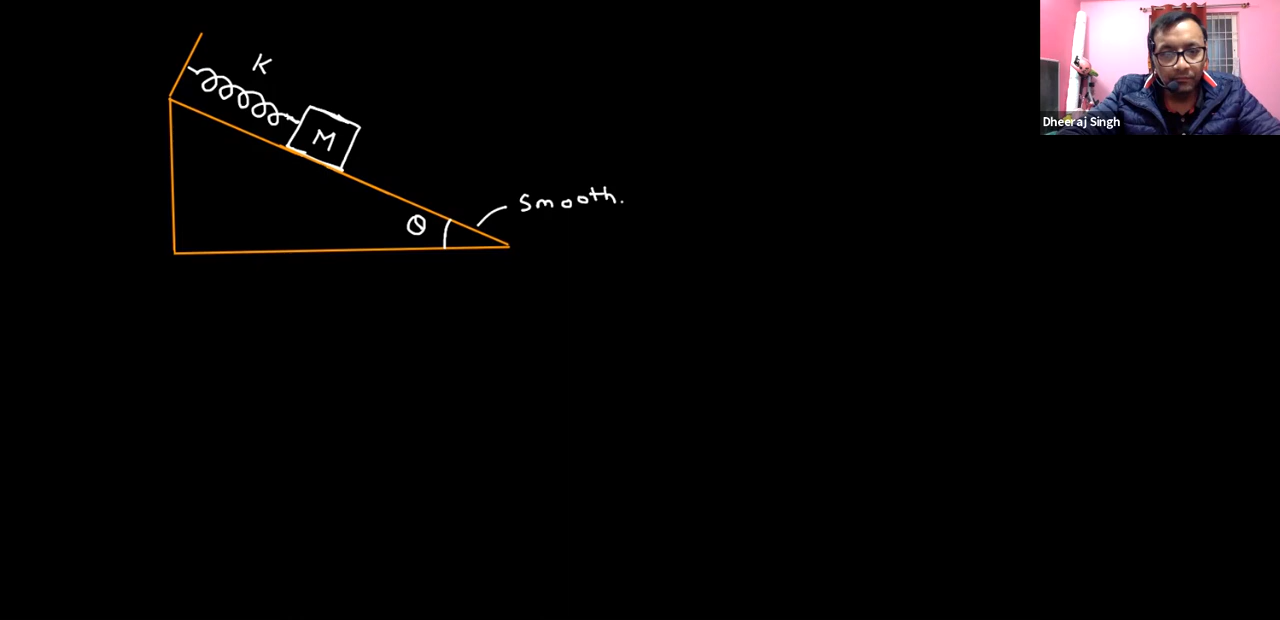 K
M
θ
Smooth.
Dheeraj Singh